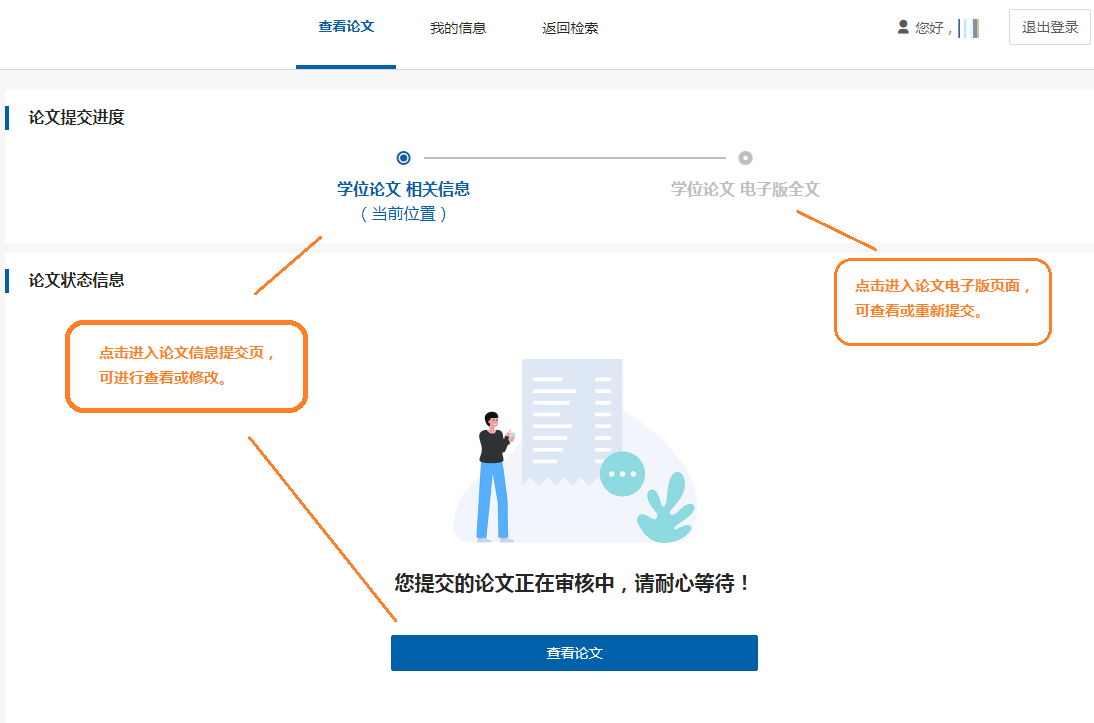 查看论文
我的信息
返回检索
您好，
退出登录
论文提交进度
学位论文 相关信息
（ 当前位置 ）
学位论文 电子版全文
论文状态信息
点击进入论文电子版页面，
可查看或重新提交。
点击进入论文信息提交页，
可进行查看或修改。
您提交的论文正在审核中，请耐心等待！
查看论文